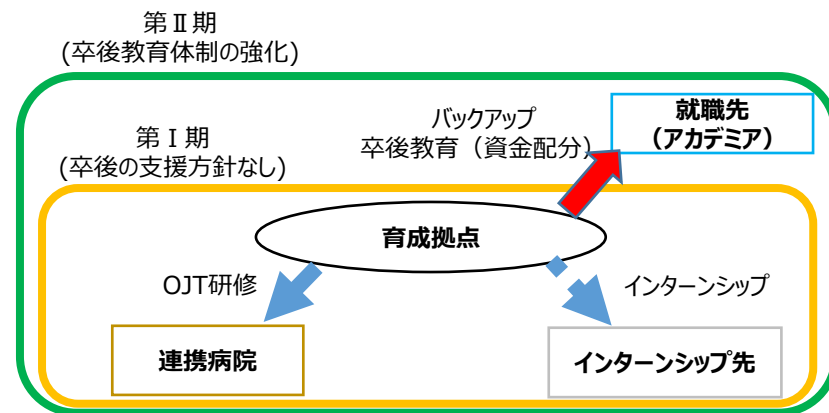 第Ⅱ期
(卒後教育体制の強化)
就職先
（アカデミア）
バックアップ
卒後教育（資金配分）
第Ⅰ期
(卒後の支援方針なし)
育成拠点
OJT研修
インターンシップ
連携病院
インターンシップ先